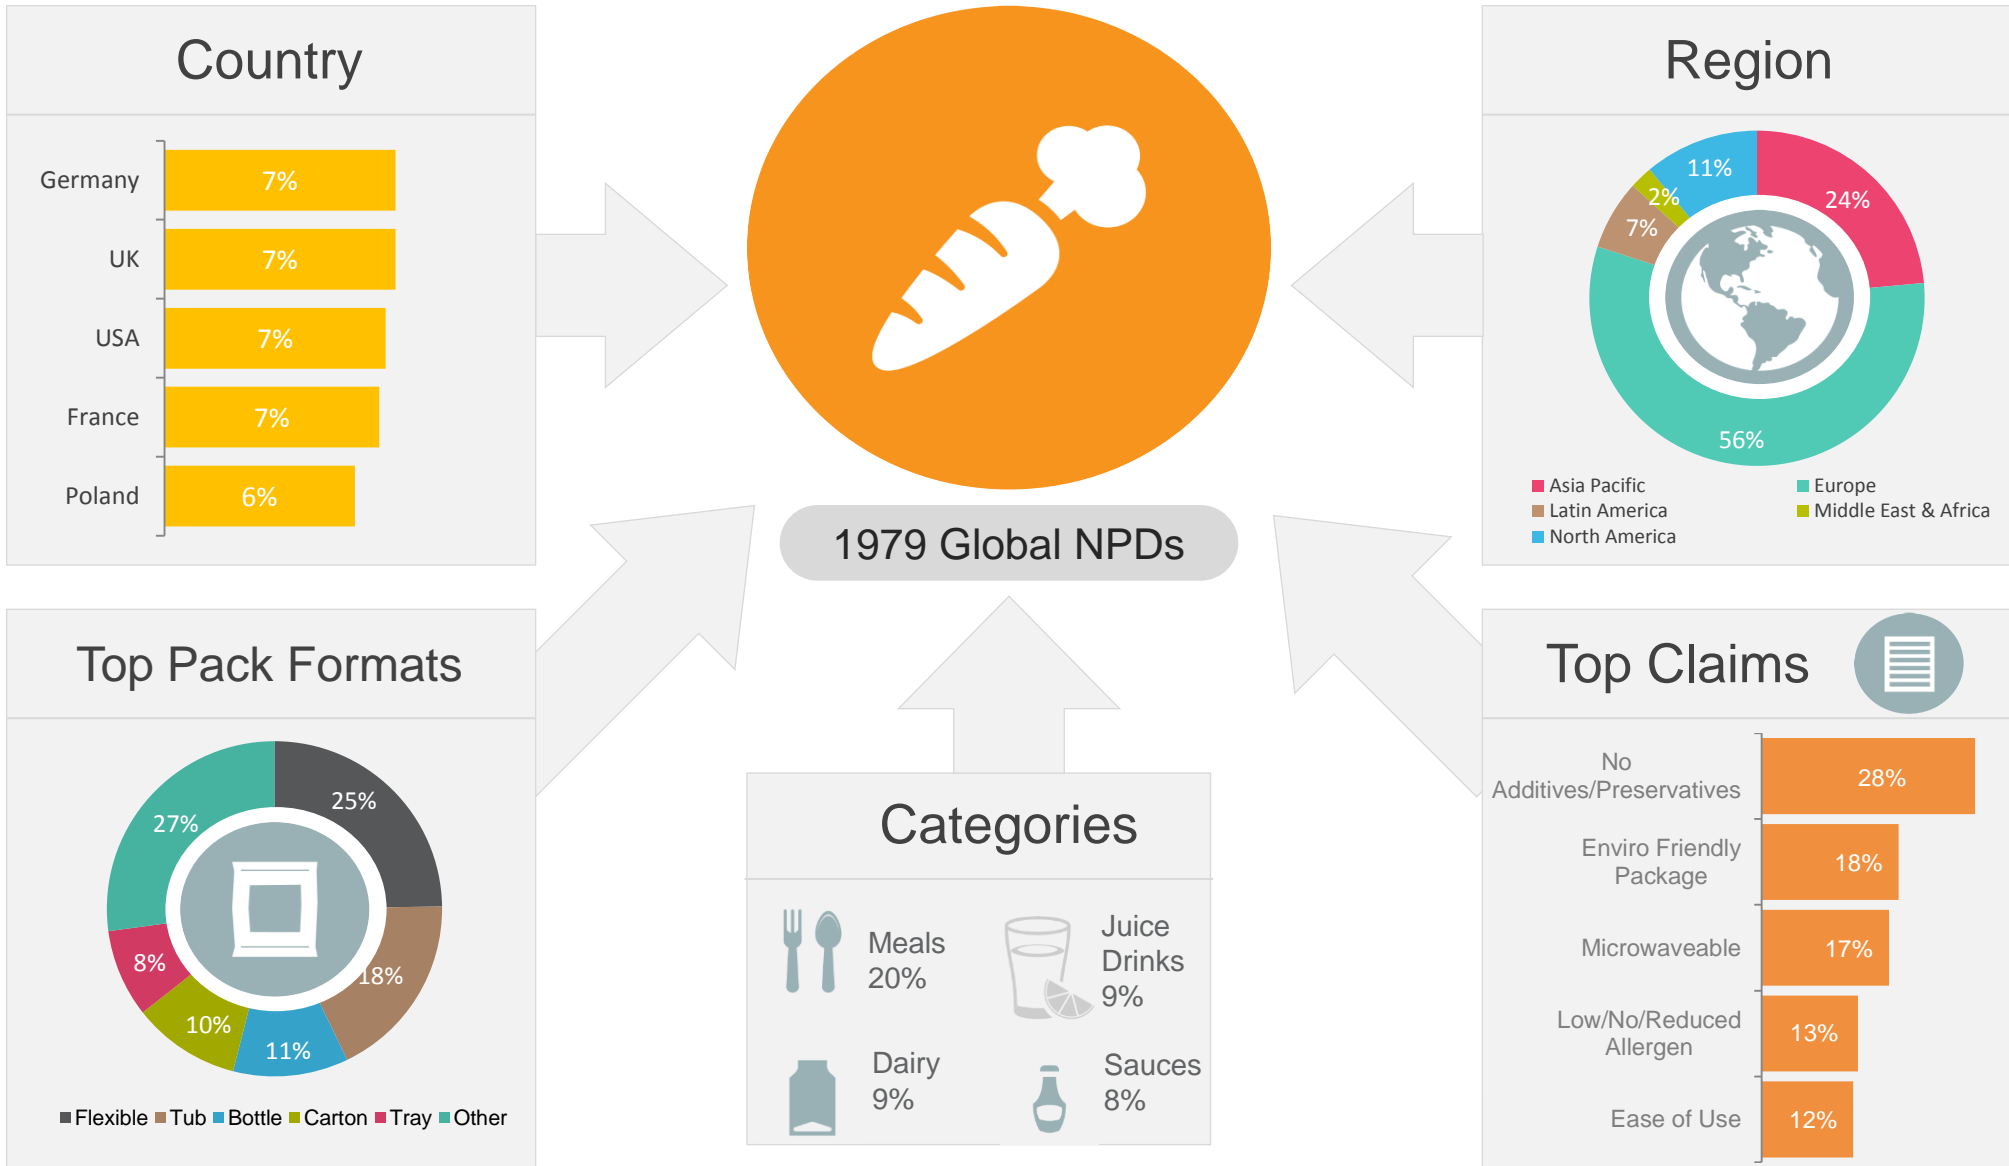 Country
Germany
7%
UK
7%
USA
7%
France
7%
Poland
6%
1979 Global NPDs
Region
11%
24%
2%
7%
56%
Asia Pacific
Europe
Latin America
Middle East & Africa
North America
Top Pack Formats
25%
27%
18%
8%
10%
11%
Flexible
Tub
Bottle
Carton
Tray
Other
Categories
Meals
20%
Juice
Drinks
9%
Dairy
9%
Sauces
8%
Top Claims
No
Additives/Preservatives
28%
Enviro Friendly
Package
18%
Microwaveable
17%
Low/No/Reduced
Allergen
13%
Ease of Use
12%